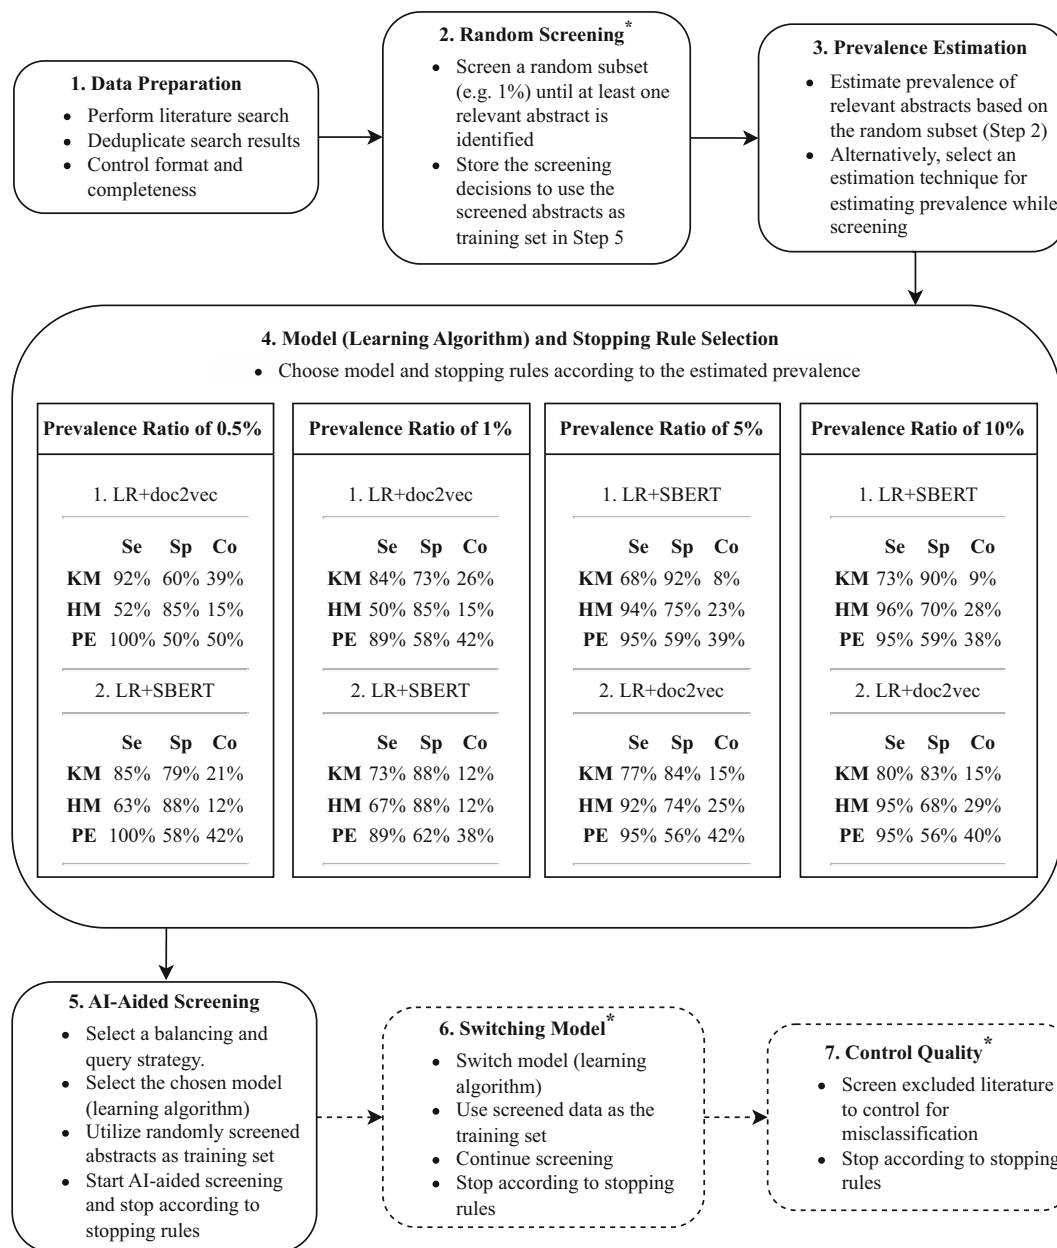 1. Data Preparation
• Perform literature search
• Deduplicate search results
• Control format and
completeness
2. Random Screening*
• Screen a random subset
(e.g. 1%) until at least one
relevant abstract is
identified
• Store the screening
decisions to use the
screened abstracts as
training set in Step 5
3. Prevalence Estimation
• Estimate prevalence of
relevant abstracts based on
the random subset (Step 2)
• Alternatively, select an
estimation technique for
estimating prevalence while
screening
4. Model (Learning Algorithm) and Stopping Rule Selection
• Choose model and stopping rules according to the estimated prevalence
Prevalence Ratio of 0.5%
1. LR+doc2vec
Se Sp Co
KM 92% 60% 39%
HM 52% 85% 15%
PE 100% 50% 50%
2. LR+SBERT
Se Sp Co
KM 85% 79% 21%
HM 63% 88% 12%
PE 100% 58% 42%
Prevalence Ratio of 1%
1. LR+doc2vec
Se Sp Co
KM 84% 73% 26%
HM 50% 85% 15%
PE 89% 58% 42%
2. LR+SBERT
Se Sp Co
KM 73% 88% 12%
HM 67% 88% 12%
PE 89% 62% 38%
Prevalence Ratio of 5%
1. LR+SBERT
Se Sp Co
KM 68% 92% 8%
HM 94% 75% 23%
PE 95% 59% 39%
2. LR+doc2vec
Se Sp Co
KM 77% 84% 15%
HM 92% 74% 25%
PE 95% 56% 42%
Prevalence Ratio of 10%
1. LR+SBERT
Se Sp Co
KM 73% 90% 9%
HM 96% 70% 28%
PE 95% 59% 38%
2. LR+doc2vec
Se Sp Co
KM 80% 83% 15%
HM 95% 68% 29%
PE 95% 56% 40%
5. AI-Aided Screening
• Select a balancing and
query strategy.
• Select the chosen model
(learning algorithm)
• Utilize randomly screened
abstracts as training set
• Start AI-aided screening
and stop according to
stopping rules
6. Switching Model*
• Switch model (learning
algorithm)
• Use screened data as the
training set
• Continue screening
• Stop according to stopping
rules
7. Control Quality*
• Screen excluded literature
to control for
misclassification
• Stop according to stopping
rules